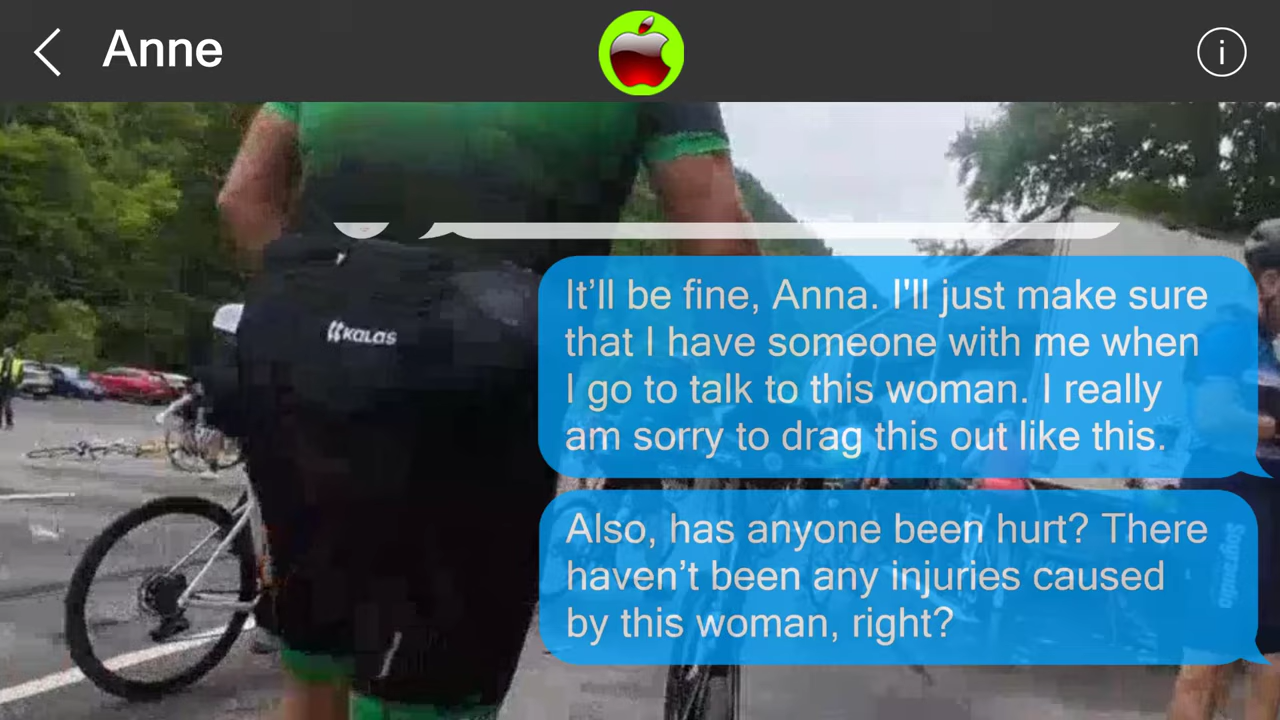 Anne
i
It’ll be fine, Anna. I'll just make sure
that I have someone with me when
I go to talk to this woman. I really
am sorry to drag this out like this.
Also, has anyone been hurt? There
haven’t been any injuries caused
by this woman, right?
KALAS
Sograndio